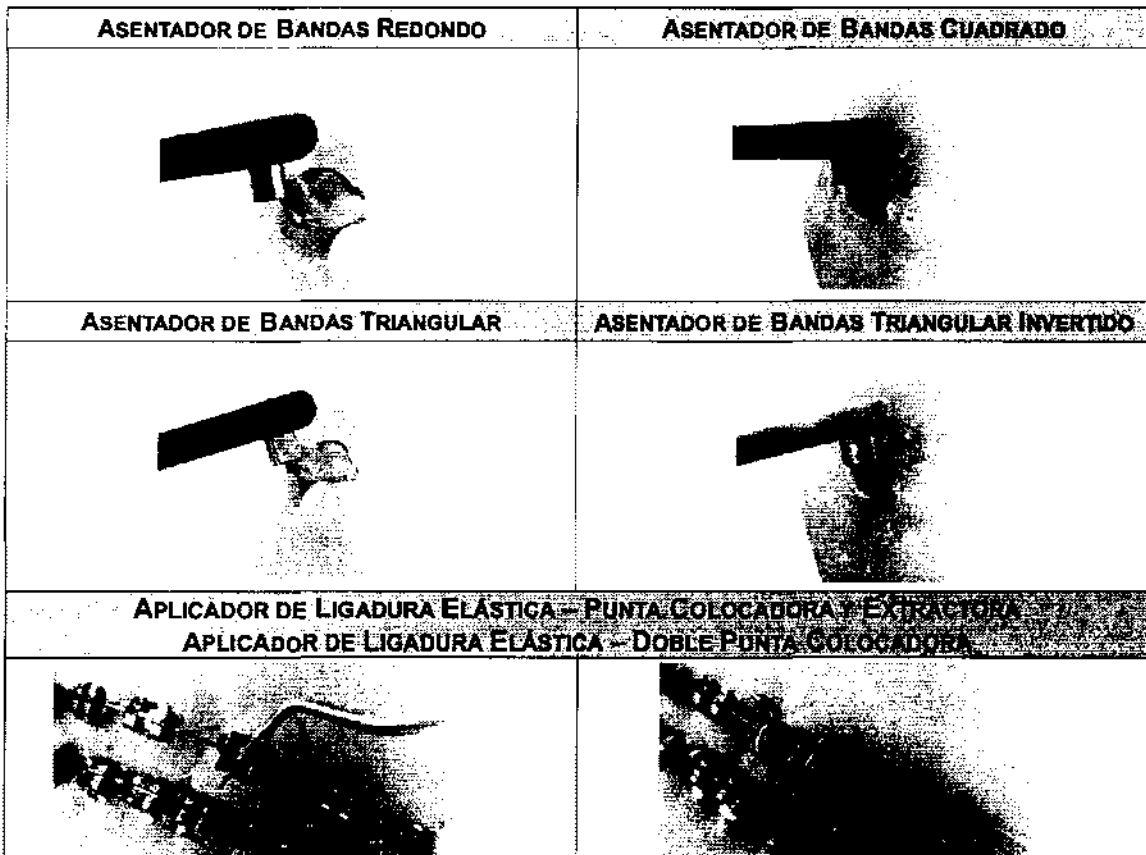 ASENTADOR DE BANDAS REDONDO
ASENTADOR DE BANDAS CUADRADO
ASENTADOR DE BANDAS TRIANGULAR
ASENTADOR DE BANDAS TRIANGULAR INVERTIDO
APLICADOR DE LIGADURA ELÁSTICA – PUNTA COLOCADORA Y EXTRACTORA
APLICADOR DE LIGADURA ELÁSTICA – DOBLE PUNTA COLOCADORA